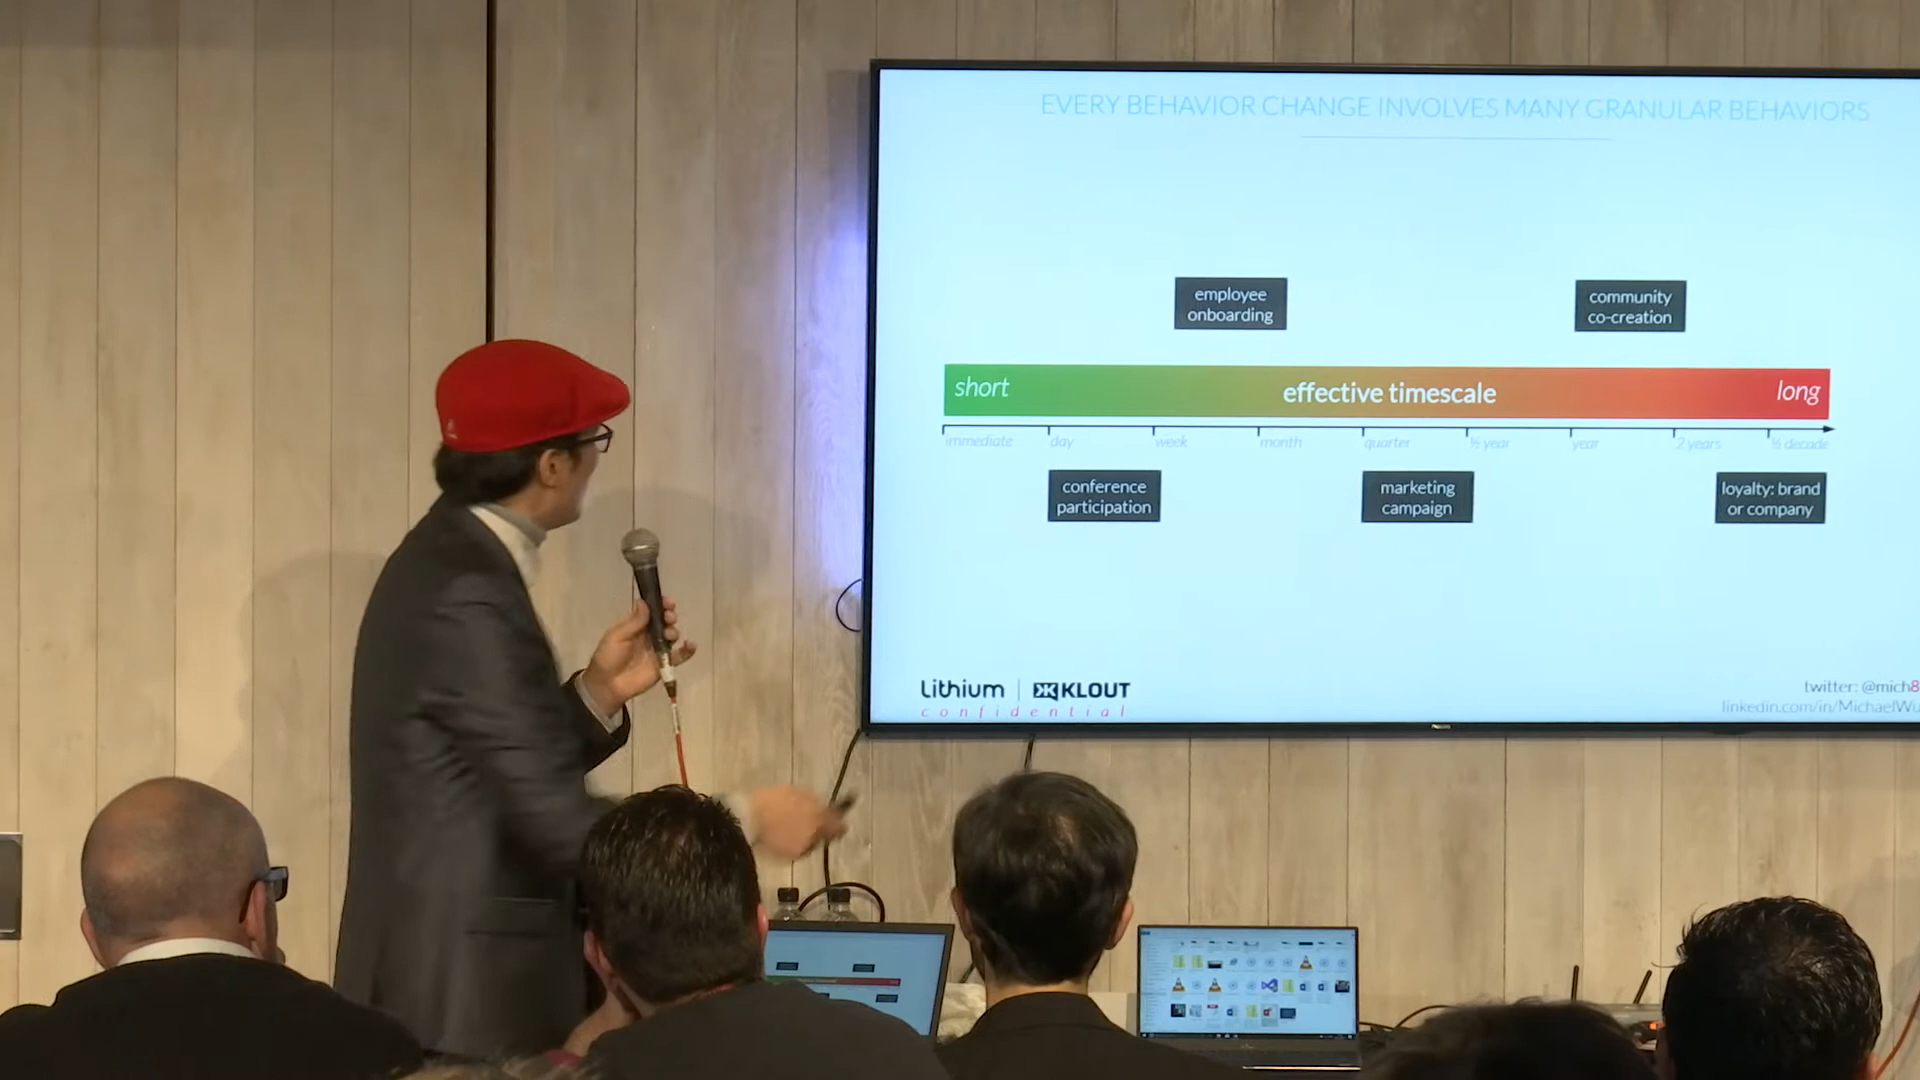 EVERY BEHAVIOR CHANGE INVOLVES MANY GRANULAR BEHAVIORS
employee
onboarding
community
co-creation
short
effective timescale
long
immediate
day
week
month
quarter
½ year
year
2 years
½ decade
conference
participation
marketing
campaign
loyalty: brand
or company
Lithium
KLOUT
confidential
twitter: @mich8
linkedin.com/in/MichaelWu